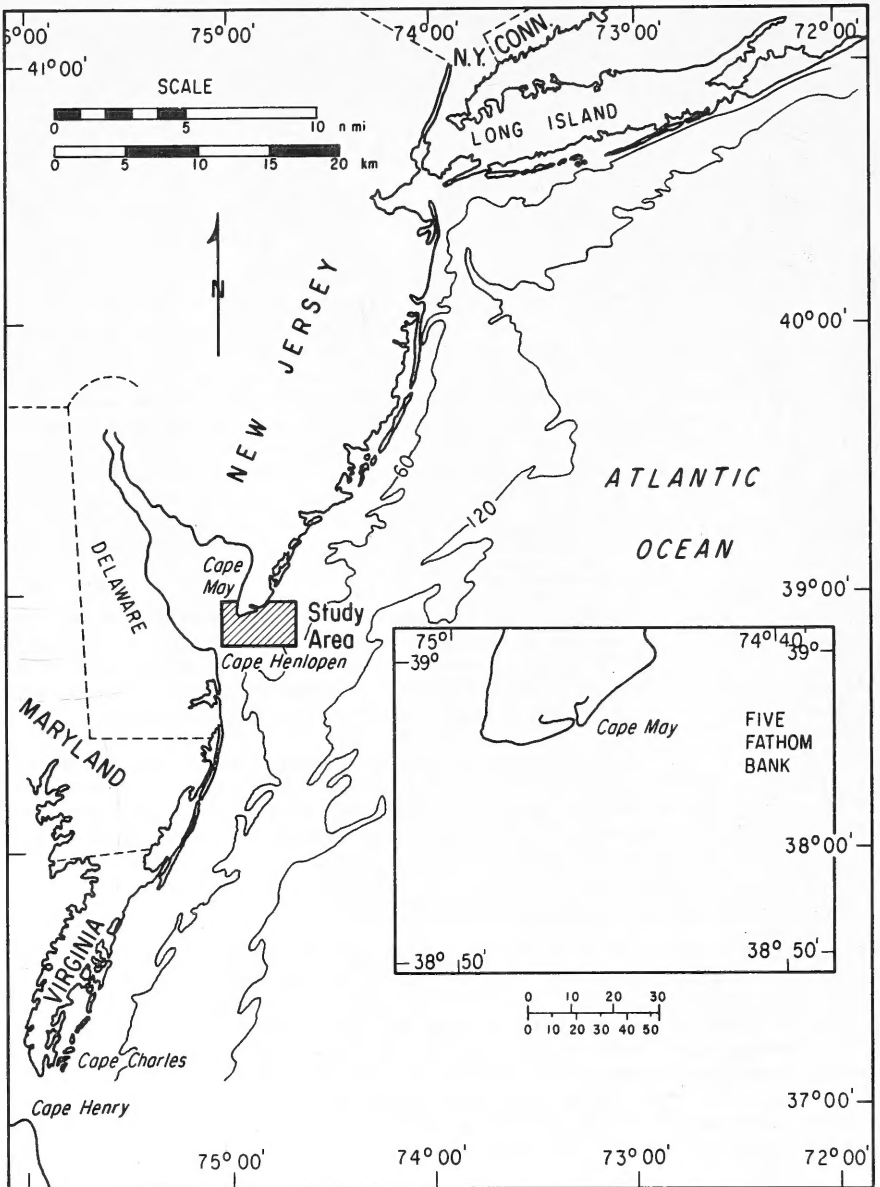 6°00' 75°00' 74°00' 73°00' 72°00'
N.Y. CONN
41°00'
SCALE
0 5 10 n mi
0 5 10 15 20 km
LONG ISLAND
N
NEW JERSEY
40°00'
60
120
ATLANTIC
OCEAN
DELAWARE
Cape
May
39°00'
Study
Area
Cape Henlopen
75°
39°
74°40'
39°
Cape May
FIVE
FATHOM
BANK
MARYLAND
38°00'
38° 50'
38° 50'
VIRGINIA
0 10 20 30
0 10 20 30 40 50
Cape Charles
Cape Henry
37°00'
75°00' 74°00' 73°00' 72°00'